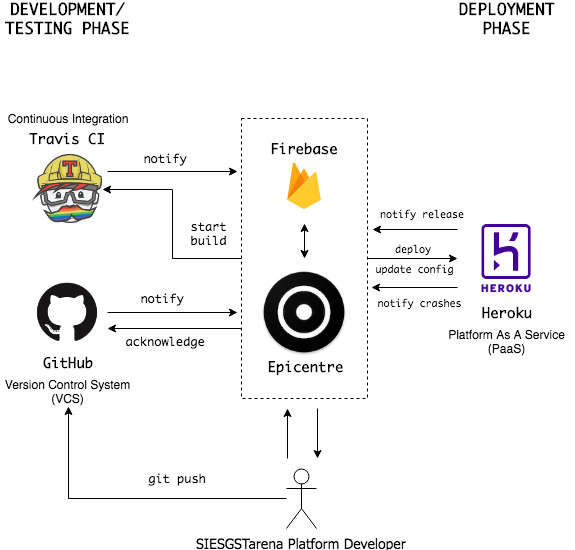 DEVELOPMENT/
TESTING PHASE
DEPLOYMENT
PHASE
Continuous Integration
Travis CI
T
notify
start
build
Firebase
Epicentre
notify release
deploy
update config
notify crashes
HEROKU
Heroku
Platform As A Service
(PaaS)
notify
acknowledge
GitHub
Version Control System
(VCS)
git push
SIESGSTarena Platform Developer